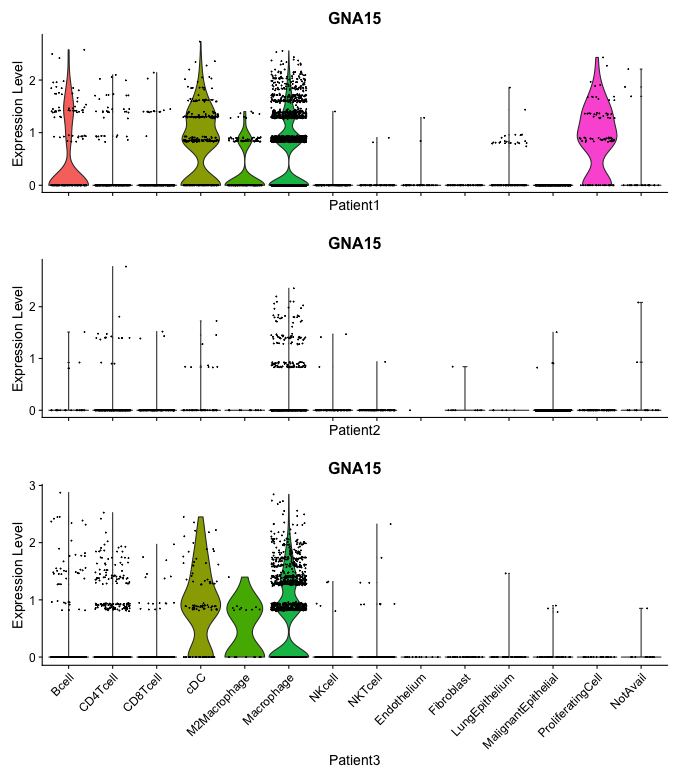 GNA15
Expression Level
2
1
0
Patient1
GNA15
Expression Level
2
1
0
Patient2
GNA15
Expression Level
3
2
1
0
Bcell
CD4Tcell
CD8Tcell
cDC
M2Macrophage
Macrophage
NKcell
NKTcell
Endothelium
Fibroblast
LungEpithelium
MalignantEpithelial
ProliferatingCell
NotAvail
Patient3